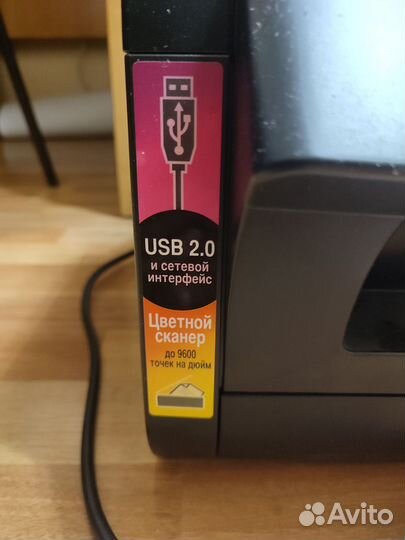 USB 2.0
и сетевой
интерфейс
Цветной
сканер
до 9600
точек на дюйм
Avito